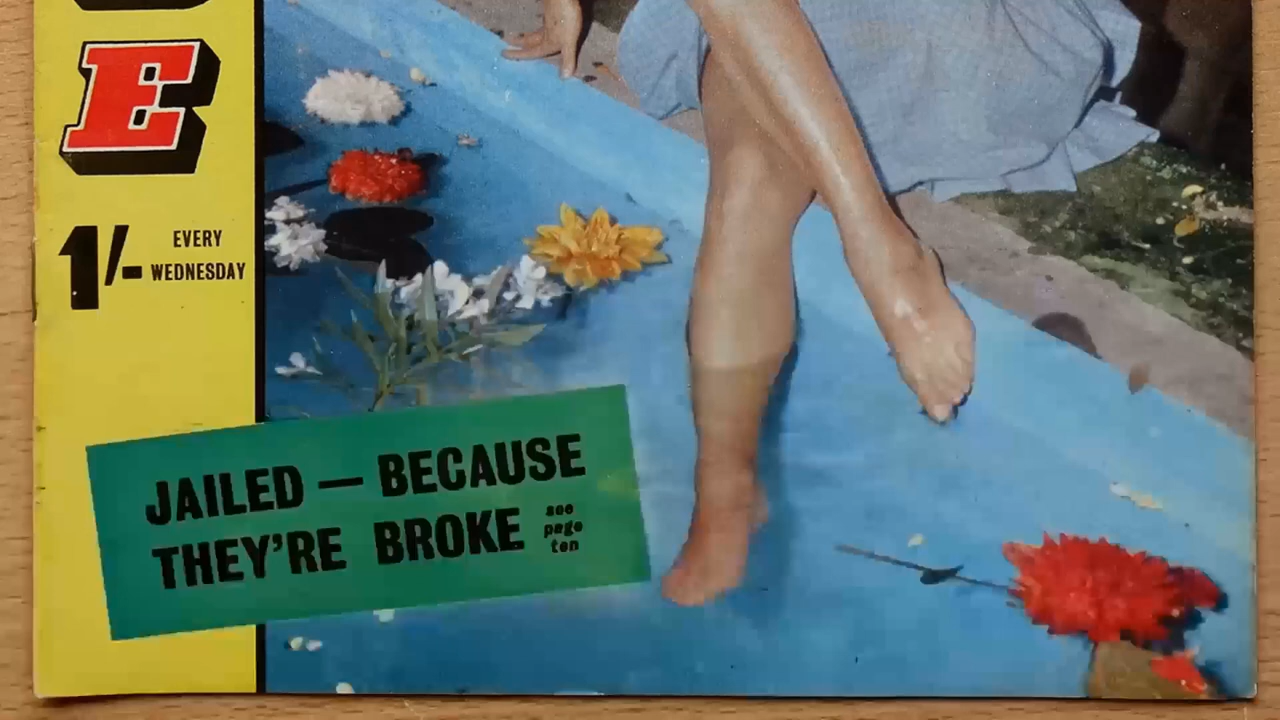 E
1/-
EVERY
WEDNESDAY
JAILED — BECAUSE
THEY'RE BROKE
see
page
ten